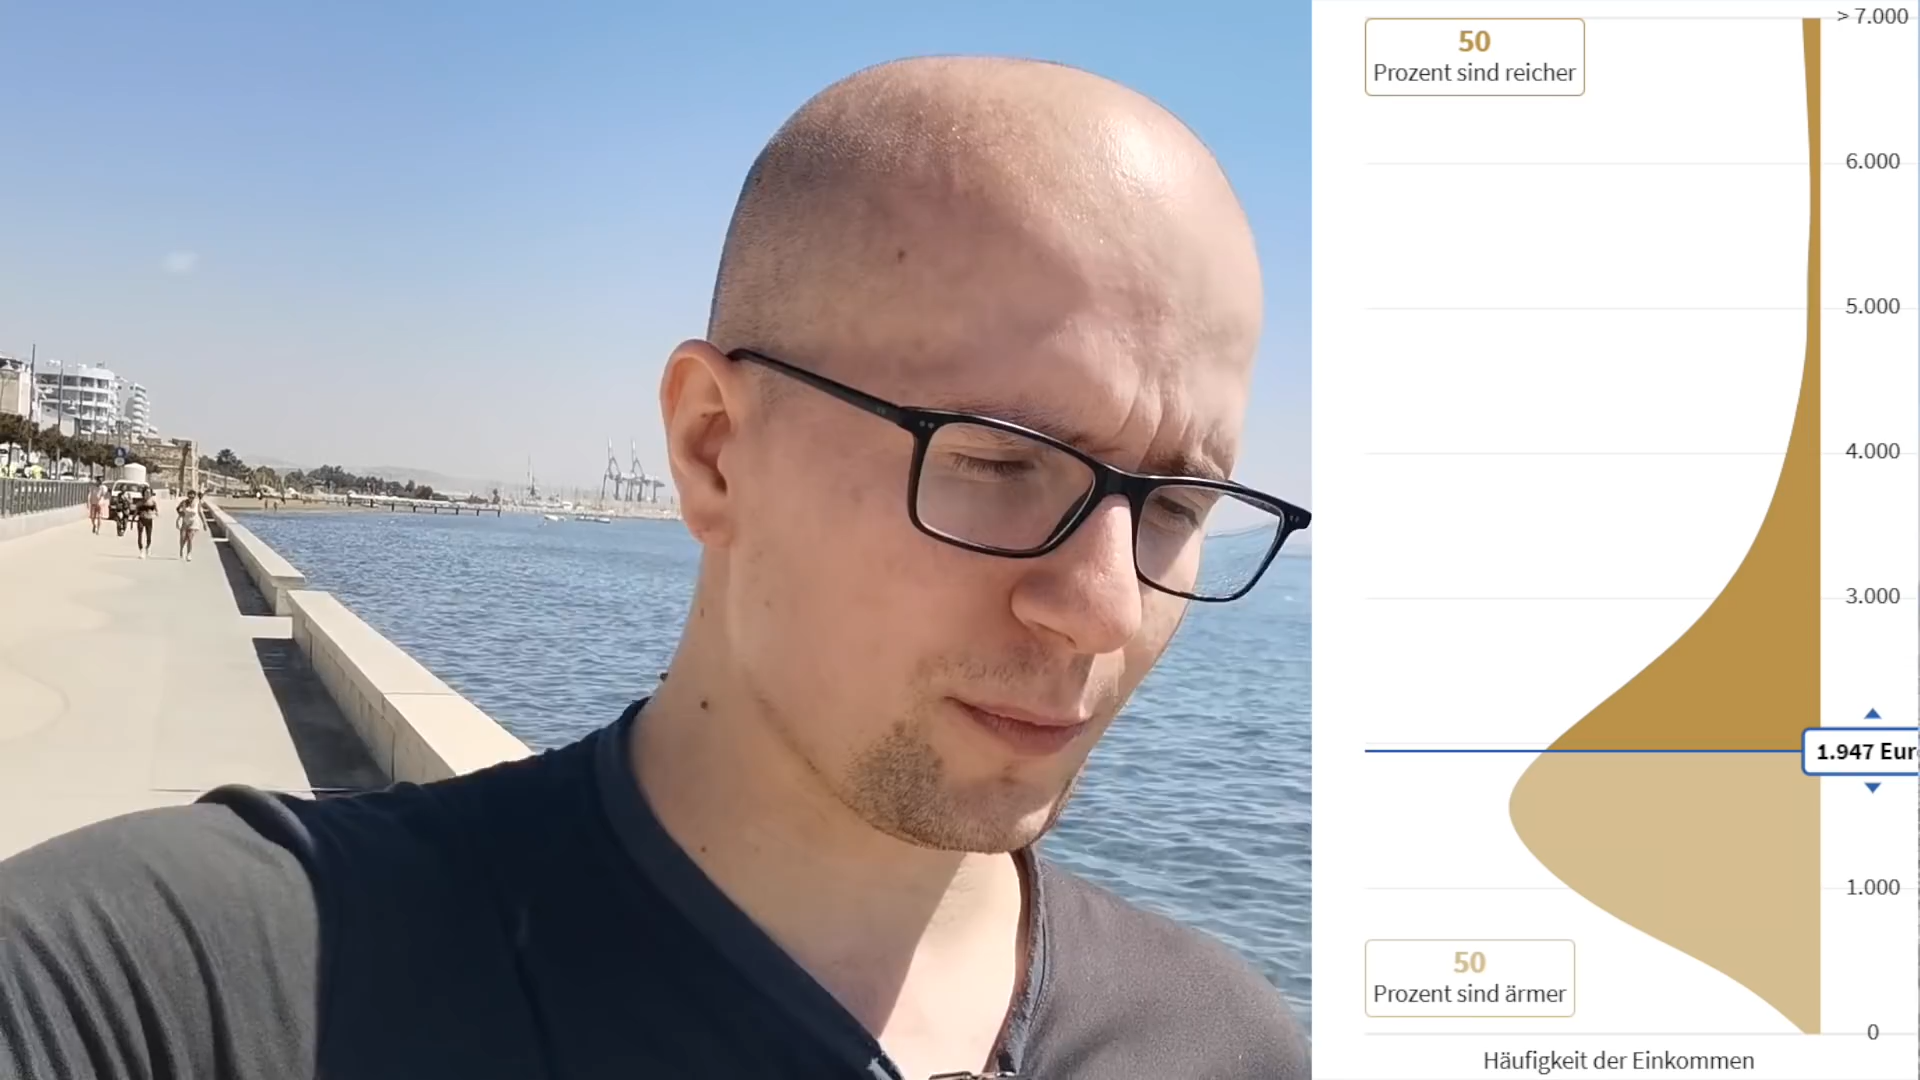 50
Prozent sind reicher
> 7.000
6.000
5.000
4.000
3.000
1.947 Eur
1.000
50
Prozent sind ärmer
0
Häufigkeit der Einkommen